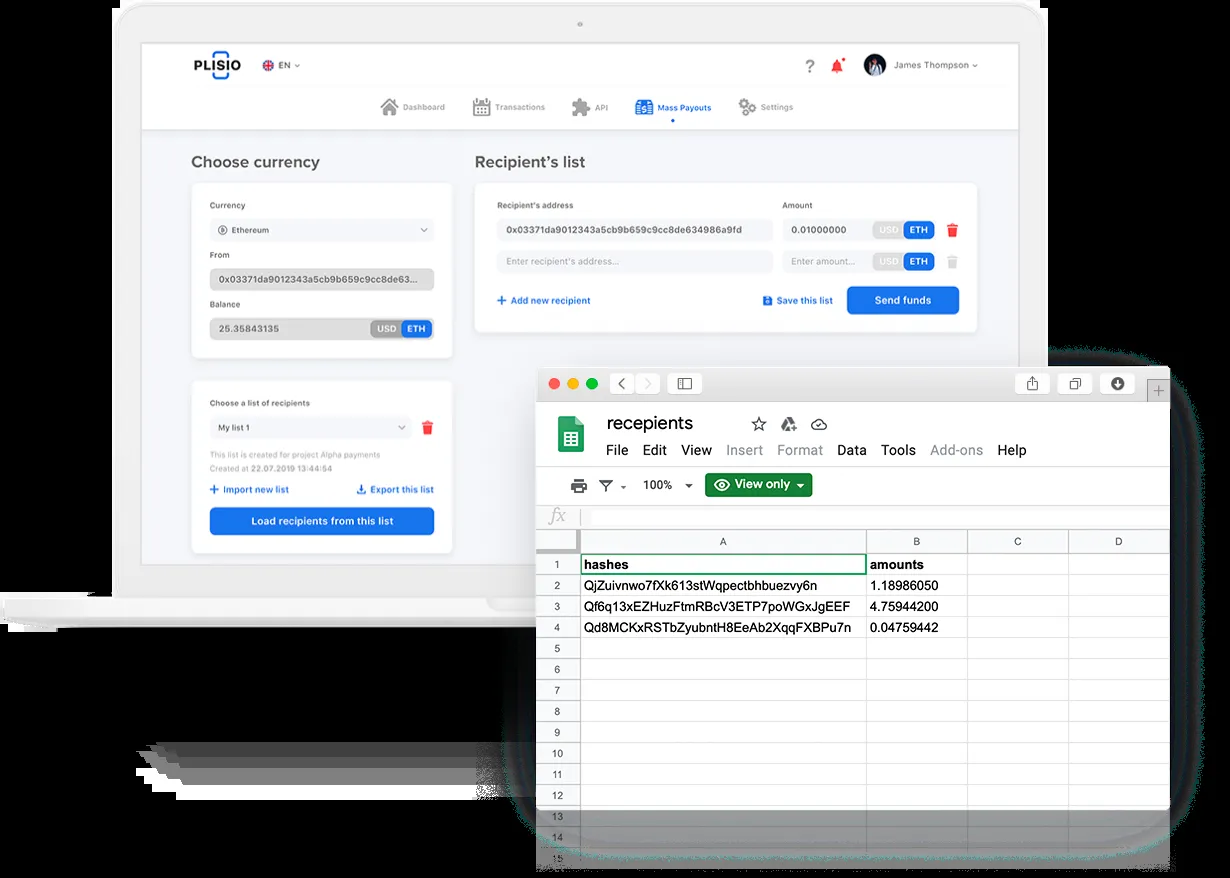 PLISIO EN ? James Thompson
Dashboard Transactions API Mass Payouts Settings
Choose currency
Currency
Ethereum
From
0x03371da9012343a5cb9b659c9cc8de63...
Balance
25.35843135 USD ETH
Choose a list of recipients
My list 1
This list is created for project Alpha payments
Created at 22.07.2019 13:44:54
+ Import new list Export this list
Load recipients from this list
Recipient's list
Recipient's address Amount
0x03371da9012343a5cb9b659c9cc8de634986a9fd 0.01000000 USD ETH
Enter recipient's address... Enter amount... USD ETH
+ Add new recipient Save this list Send funds
recepients
File Edit View Insert Format Data Tools Add-ons Help
100% View only
fx
A B C D
1 hashes amounts
2 QjZuivnwo7fXk613stWqpectbhbuezvy6n 1.18986050
3 Qf6q13xEZHuzFtmRBcV3ETP7poWGxJgEEF 4.75944200
4 Qd8MCKxRSTbZyubntH8EeAb2XqqFXBPu7n 0.04759442
5
6
7
8
9
10
11
12
13
14
15